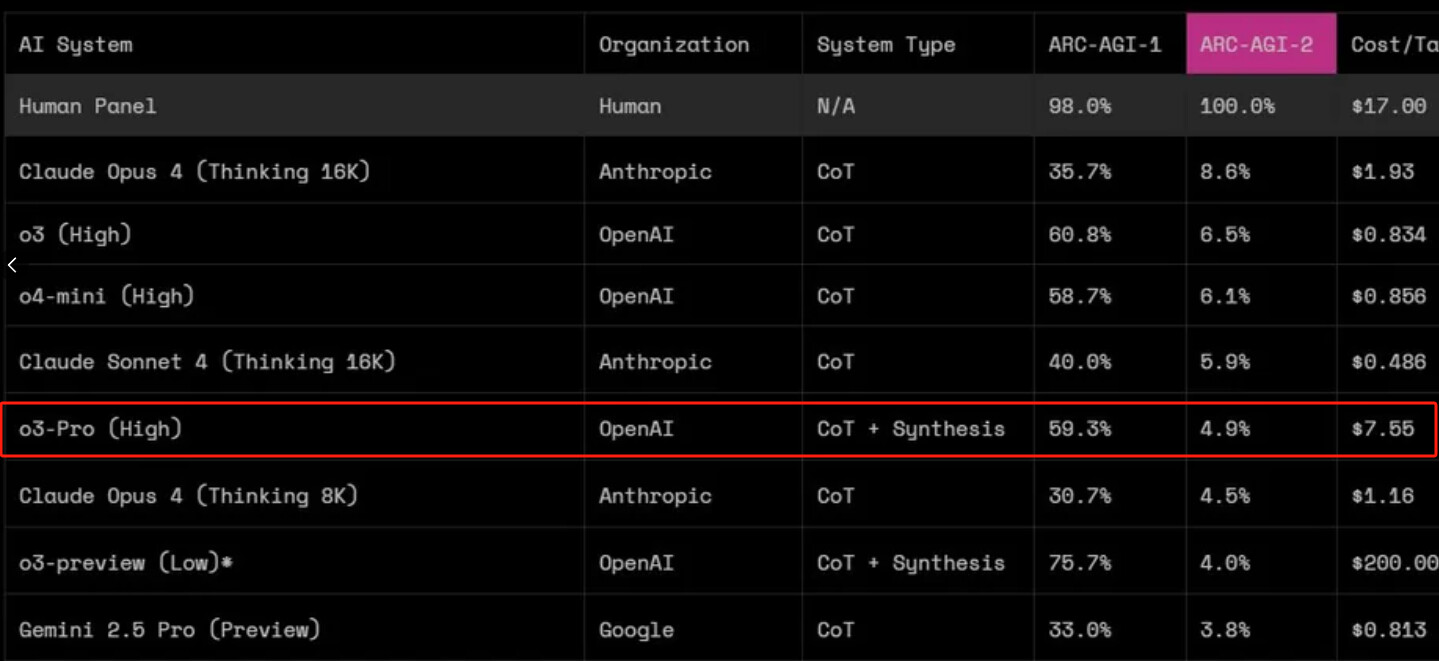 AI System Organization System Type ARC-AGI-1 ARC-AGI-2 Cost/Ta
Human Panel Human N/A 98.0% 100.0% $17.00
Claude Opus 4 (Thinking 16K) Anthropic CoT 35.7% 8.6% $1.93
o3 (High) OpenAI CoT 60.8% 6.5% $0.834
o4-mini (High) OpenAI CoT 58.7% 6.1% $0.856
Claude Sonnet 4 (Thinking 16K) Anthropic CoT 40.0% 5.9% $0.486
o3-Pro (High) OpenAI CoT + Synthesis 59.3% 4.9% $7.55
Claude Opus 4 (Thinking 8K) Anthropic CoT 30.7% 4.5% $1.16
o3-preview (Low)* OpenAI CoT + Synthesis 75.7% 4.0% $200.00
Gemini 2.5 Pro (Preview) Google CoT 33.0% 3.8% $0.813